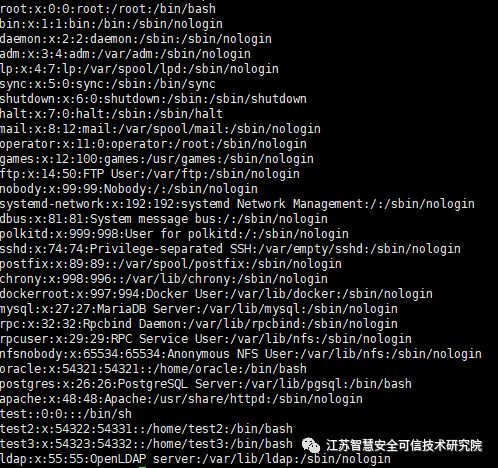 root:x:0:0:root:/root:/bin/bash
bin:x:1:1:bin:/bin:/sbin/nologin
daemon:x:2:2:daemon:/sbin:/sbin/nologin
adm:x:3:4:adm:/var/adm:/sbin/nologin
lp:x:4:7:lp:/var/spool/lpd:/sbin/nologin
sync:x:5:0:sync:/sbin:/bin/sync
shutdown:x:6:0:shutdown:/sbin:/sbin/shutdown
halt:x:7:0:halt:/sbin:/sbin/halt
mail:x:8:12:mail:/var/spool/mail:/sbin/nologin
operator:x:11:0:operator:/root:/sbin/nologin
games:x:12:100:games:/usr/games:/sbin/nologin
ftp:x:14:50:FTP User:/var/ftp:/sbin/nologin
nobody:x:99:99:Nobody:/:/sbin/nologin
systemd-network:x:192:192:systemd Network Management:/:/sbin/nologin
dbus:x:81:81:System message bus:/:/sbin/nologin
polkitd:x:999:998:User for polkitd:/:/sbin/nologin
sshd:x:74:74:Privilege-separated SSH:/var/empty/sshd:/sbin/nologin
postfix:x:89:89::/var/spool/postfix:/sbin/nologin
chrony:x:998:996::/var/lib/chrony:/sbin/nologin
dockerroot:x:997:994:Docker User:/var/lib/docker:/sbin/nologin
mysql:x:27:27:MariaDB Server:/var/lib/mysql:/sbin/nologin
rpc:x:32:32:Rpcbind Daemon:/var/lib/rpcbind:/sbin/nologin
rpcuser:x:29:29:RPC Service User:/var/lib/nfs:/sbin/nologin
nfsnobody:x:65534:65534:Anonymous NFS User:/var/lib/nfs:/sbin/nologin
oracle:x:54321:54321::/home/oracle:/bin/bash
postgres:x:26:26:PostgreSQL Server:/var/lib/pgsql:/bin/bash
apache:x:48:48:Apache:/usr/share/httpd:/sbin/nologin
test::0:0:::/bin/sh
test2:x:54322:54331::/home/test2:/bin/bash
test3:x:54323:54332::/home/test3:/bin/bash
江苏智慧安全可信技术研究院
ldap:x:55:55:OpenLDAP server:/var/lib/ldap:/sbin/nologin